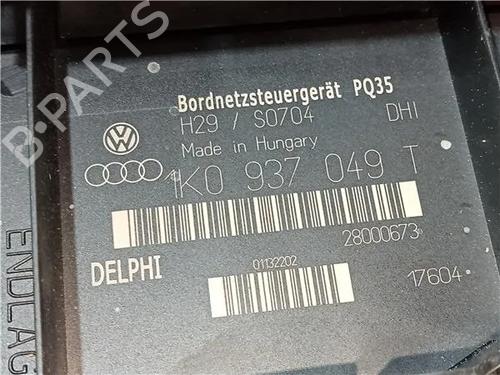 B-PARTS
Bordnetzsteuergerät PQ35
H29 / S0704 DHI
Made in Hungary
1K0 937 049 T
28000673
DELPHI
01132202
17604
ENDLAG